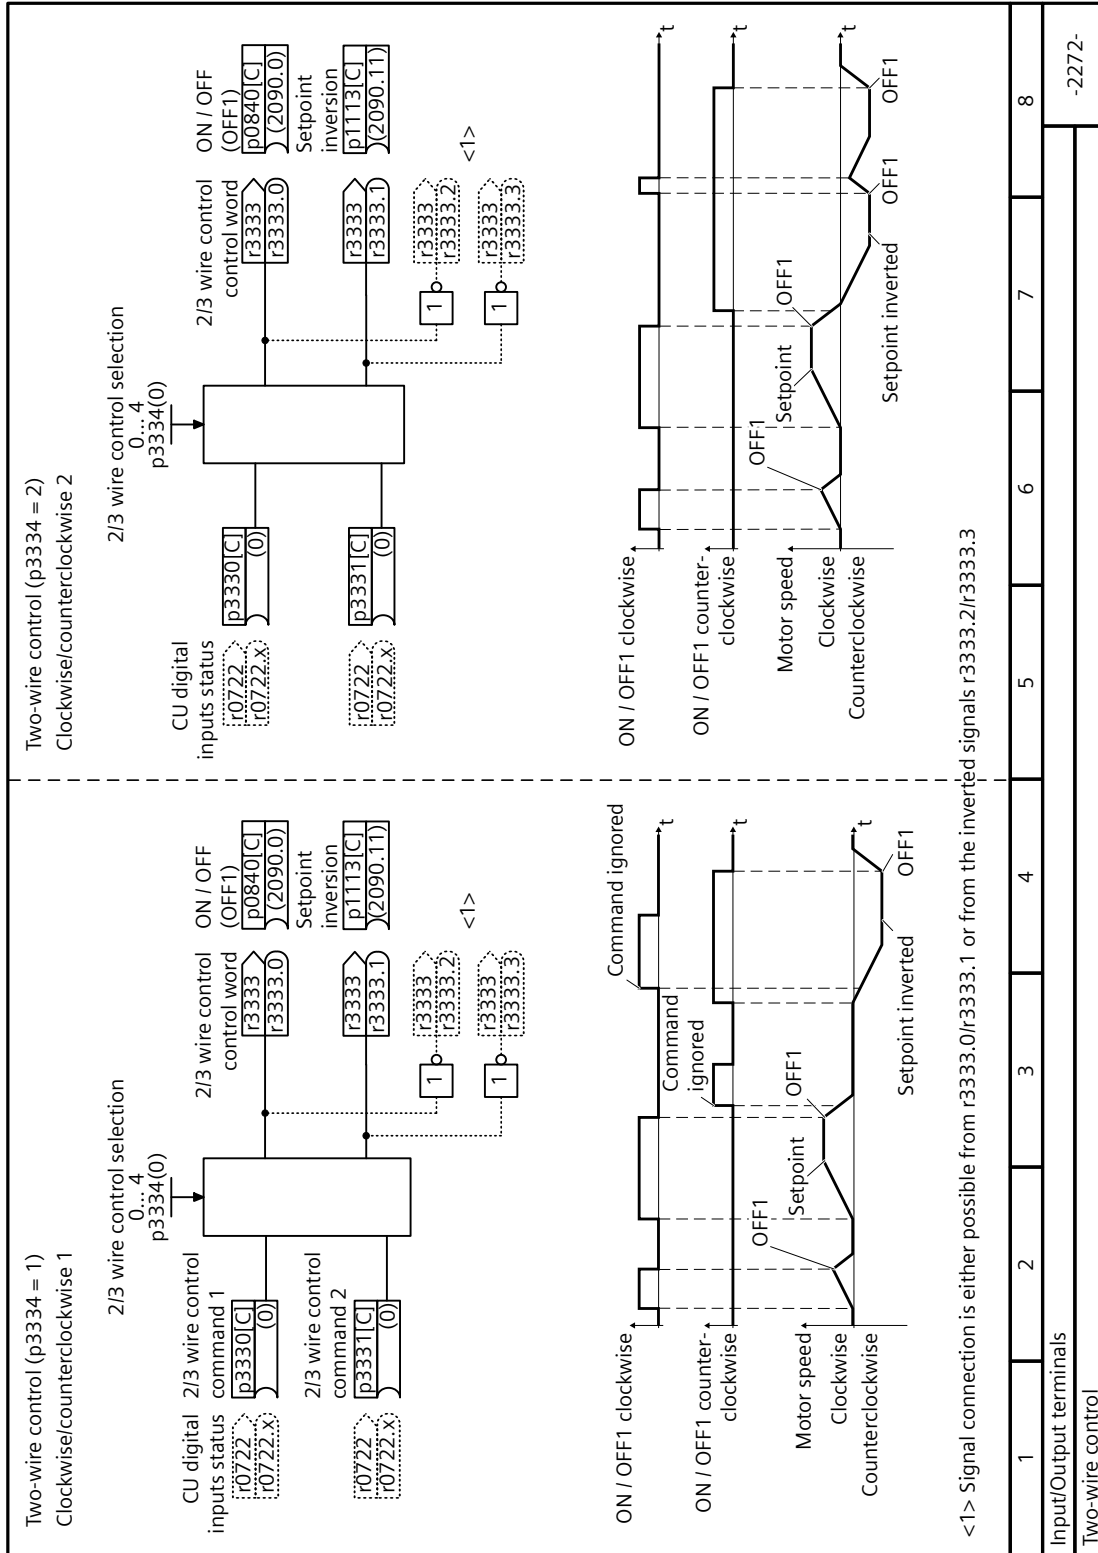 Two-wire control (p3334 = 1)
Clockwise/counterclockwise 1
2/3 wire control selection
0... 4
p3334(0)
CU digital
inputs status
r0722
r0722.x
2/3 wire control
command 1
p3330[C]
(0)
r0722
r0722.x
2/3 wire control
command 2
p3331[C]
(0)
2/3 wire control
control word
r3333
r3333.0
r3333
r3333.1
1
r3333
r3333.2
1
r3333
r3333.3
<1>
ON / OFF
(OFF1)
p0840[C]
(2090.0)
Setpoint
inversion
p1113[C]
(2090.11)
ON / OFF1 clockwise
Command ignored
t
ON / OFF1 counter-
clockwise
Command
ignored
t
Motor speed
Clockwise
Counterclockwise
OFF1
Setpoint
OFF1
Setpoint inverted
OFF1
t
Two-wire control (p3334 = 2)
Clockwise/counterclockwise 2
2/3 wire control selection
0... 4
p3334(0)
CU digital
inputs status
r0722
r0722.x
p3330[C]
(0)
r0722
r0722.x
p3331[C]
(0)
2/3 wire control
control word
r3333
r3333.0
r3333
r3333.1
1
r3333
r3333.2
1
r3333
r3333.3
<1>
ON / OFF
(OFF1)
p0840[C]
(2090.0)
Setpoint
inversion
p1113[C]
(2090.11)
ON / OFF1 clockwise
t
ON / OFF1 counter-
clockwise
t
Motor speed
Clockwise
Counterclockwise
OFF1
Setpoint
OFF1
Setpoint inverted
OFF1
OFF1
t
<1> Signal connection is either possible from r3333.0/r3333.1 or from the inverted signals r3333.2/r3333.3
1 2 3 4 5 6 7 8
Input/Output terminals
-2272-
Two-wire control